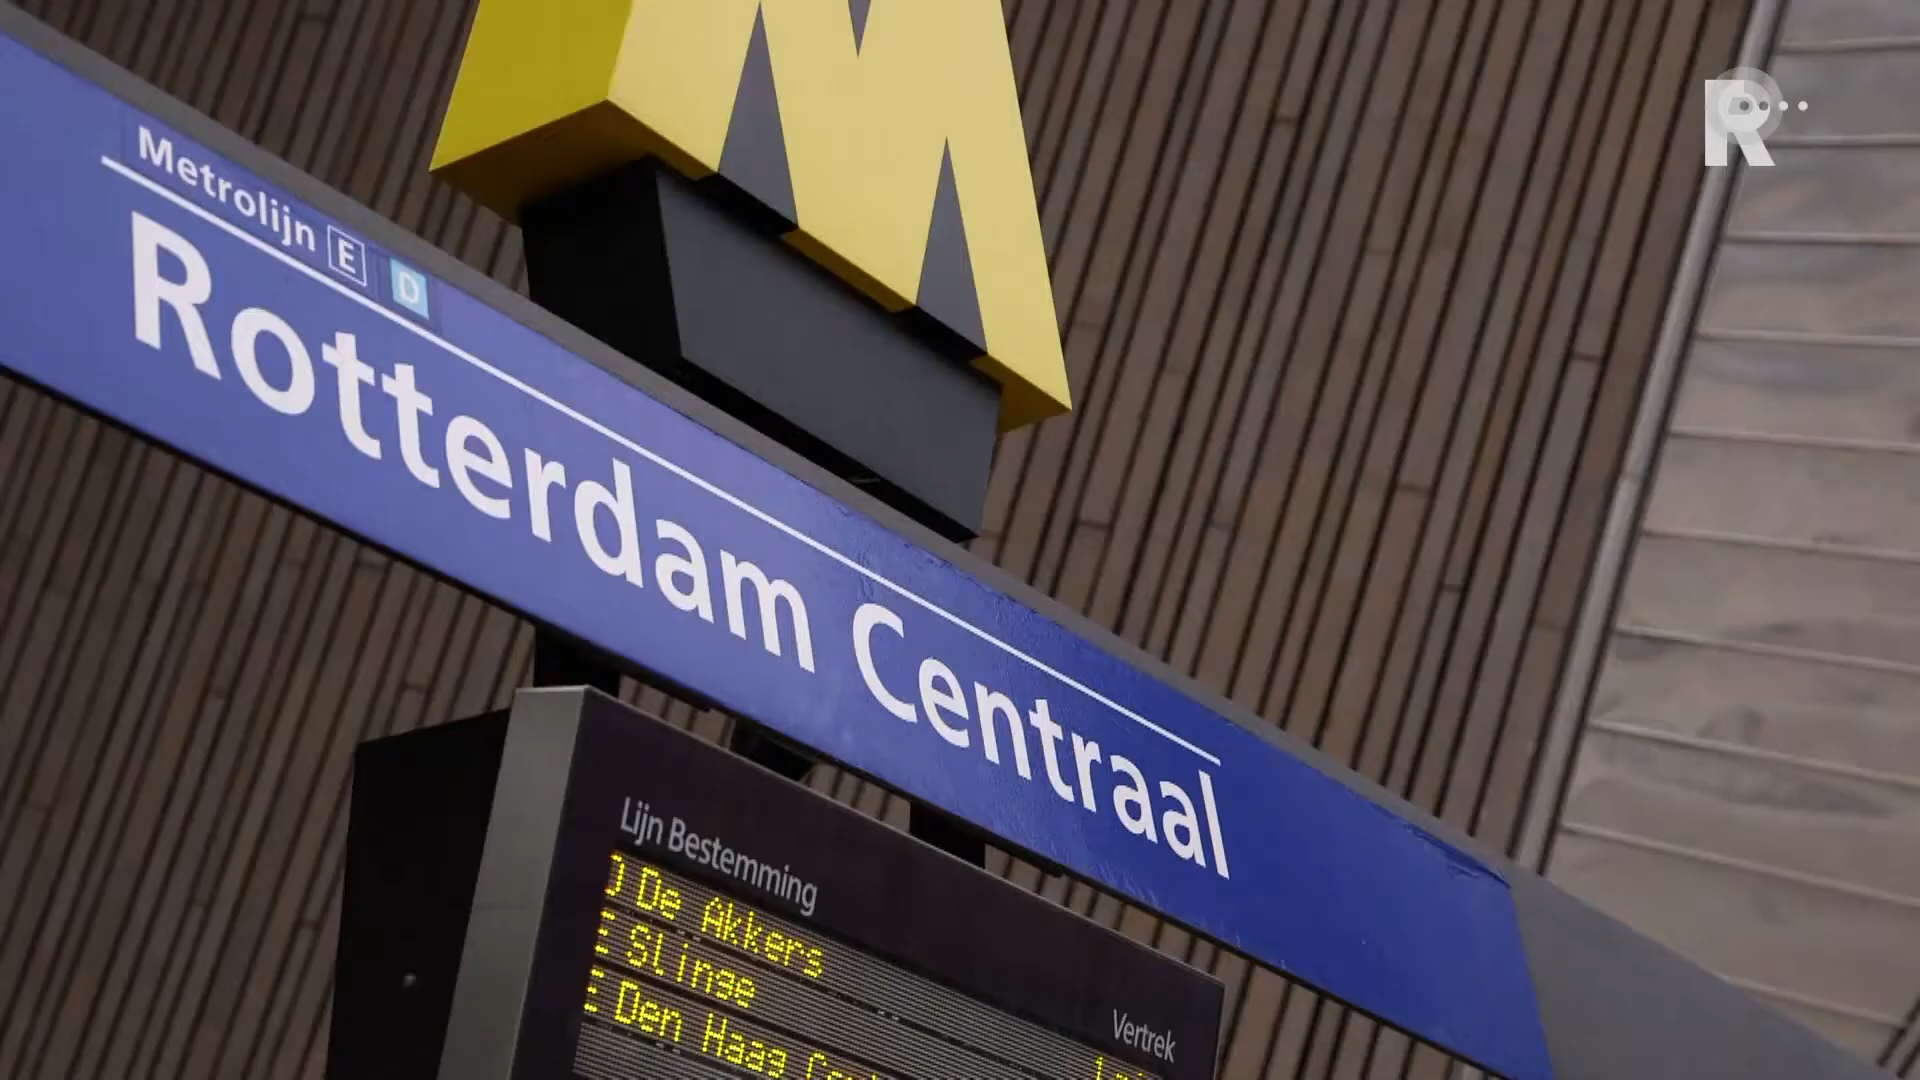 M
R
Metrolijn E D
Rotterdam Centraal
Lijn Bestemming Vertrek
D De Akkers
E Slinge
E Den Haag